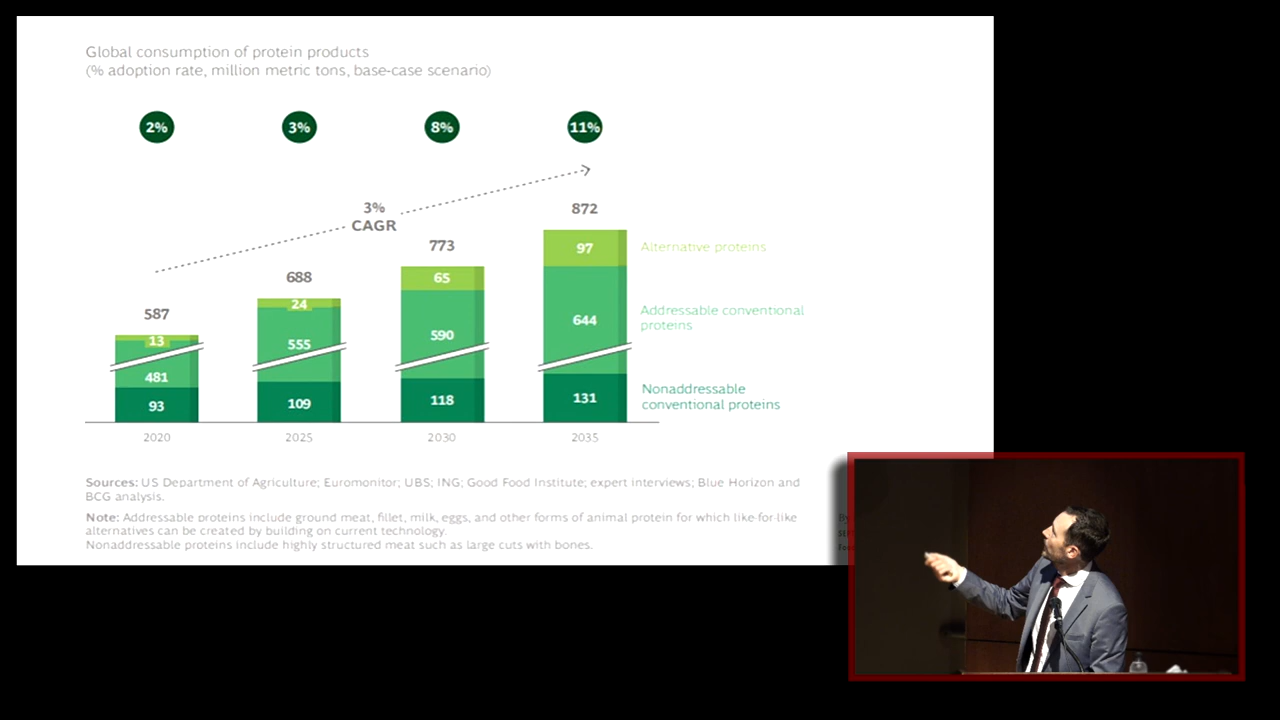 Global consumption of protein products
(% adoption rate, million metric tons, base-case scenario)
2% 3% 8% 11%
3%
CAGR
587 688 773 872
13 24 65 97
481 555 590 644
93 109 118 131
Alternative proteins
Addressable conventional
proteins
Nonaddressable
conventional proteins
2020 2025 2030 2035
Sources: US Department of Agriculture; Euromonitor; UBS; ING; Good Food Institute; expert interviews; Blue Horizon and
BCG analysis.
Note: Addressable proteins include ground meat, fillet, milk, eggs, and other forms of animal protein for which like-for-like
alternatives can be created by building on current technology.
Nonaddressable proteins include highly structured meat such as large cuts with bones.
By